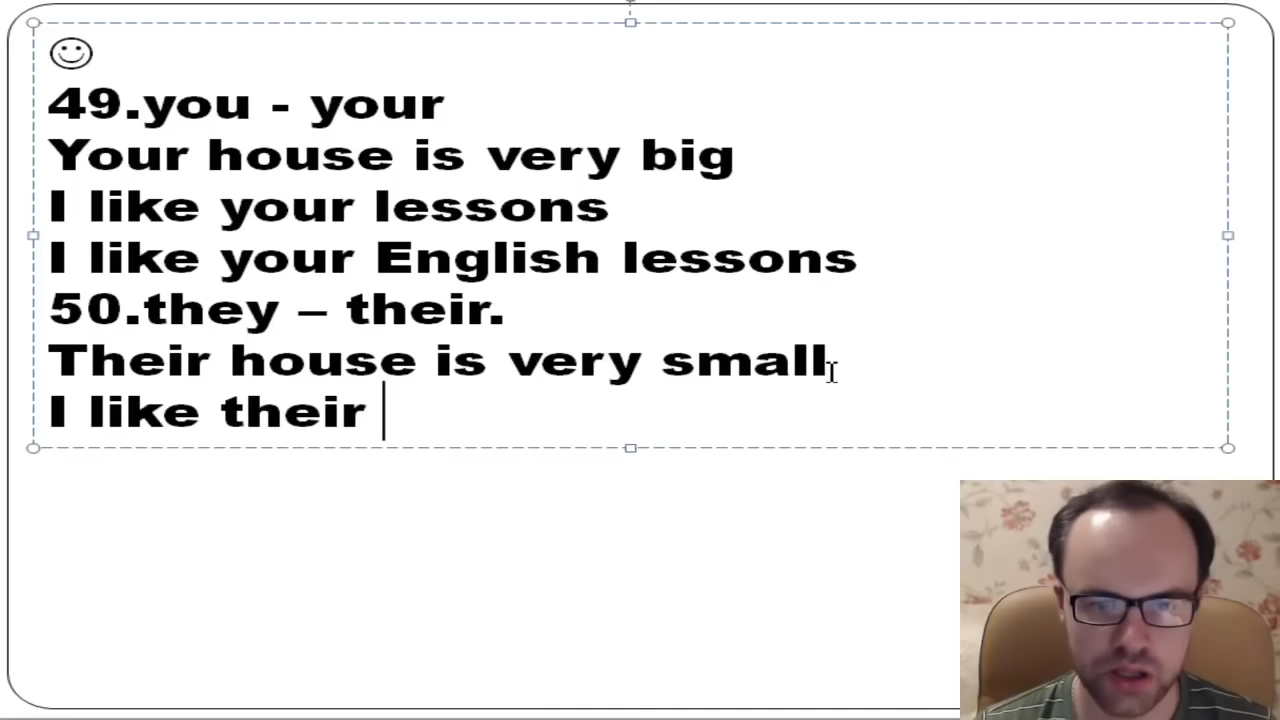 49.you - your
Your house is very big
I like your lessons
I like your English lessons
50.they – their.
Their house is very small
I like their